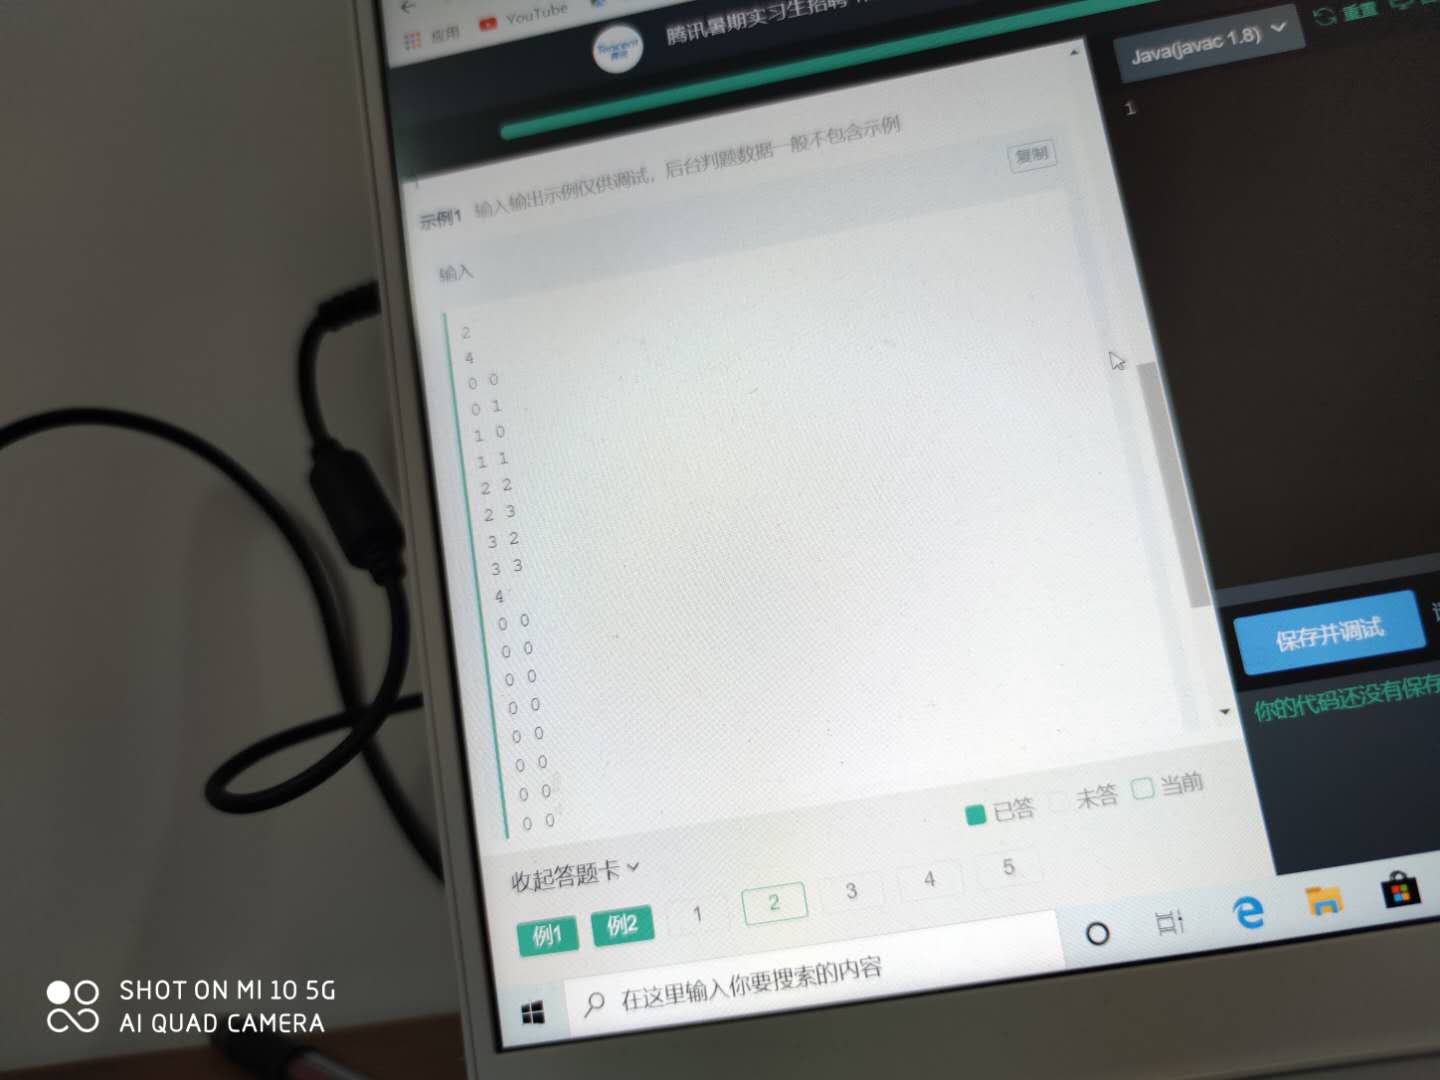 应用 YouTube
Tencent 腾讯 腾讯暑期实习生招聘
Java(javac 1.8) 重置
1
示例1 输入输出示例仅供调试，后台判题数据一般不包含示例
复制
输入
2
4
0 0
0 1
1 0
1 1
2 2
2 3
3 2
3 3
4
0 0
0 0
0 0
0 0
0 0
0 0
0 0
0 0
保存并调试
你的代码还没有保存
已答 未答 当前
收起答题卡
例1 例2 1 2 3 4 5
在这里输入你要搜索的内容
SHOT ON MI 10 5G
AI QUAD CAMERA